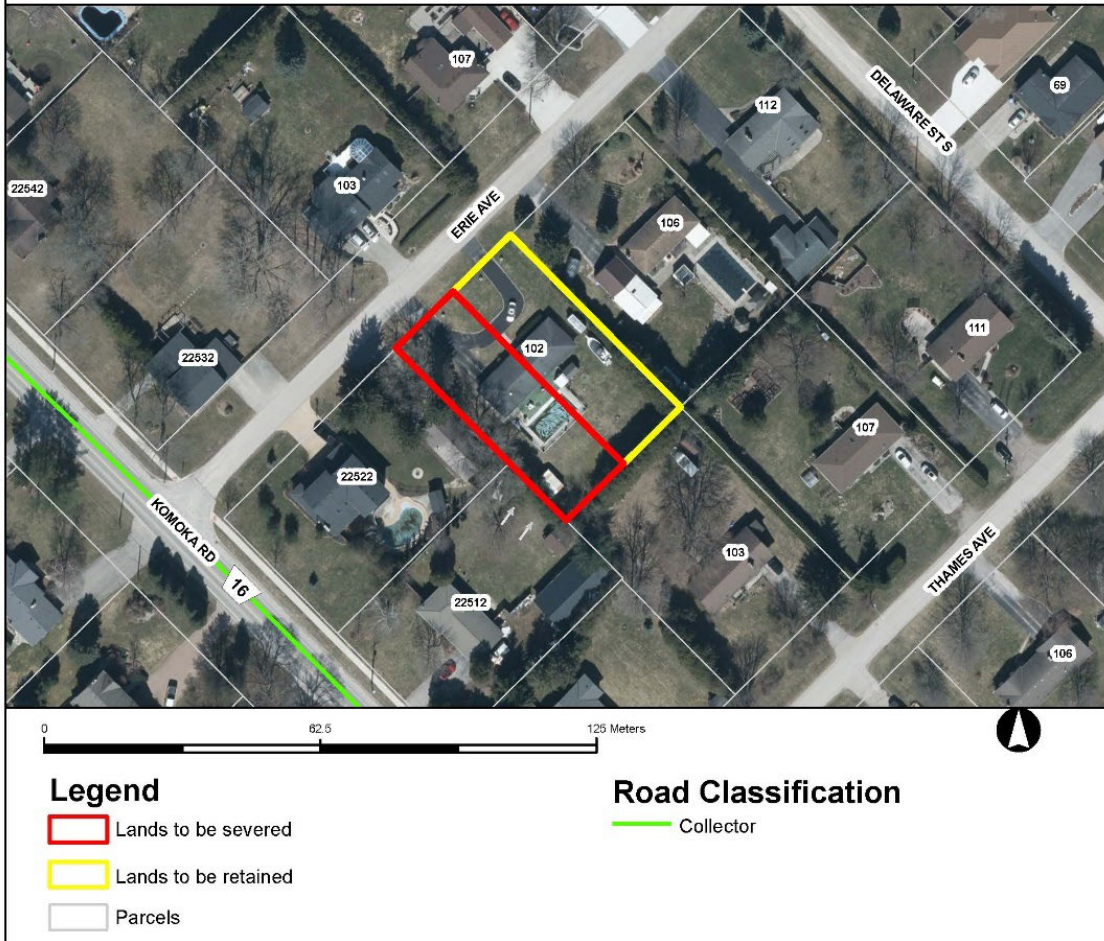 107
112
DELAWARE ST S
69
22542
103
ERIE AVE
106
111
102
22532
107
22522
KOMOKA RD
16
103
THAMES AVE
22512
106
0
62.5
125 Meters
Legend
Lands to be severed
Lands to be retained
Parcels
Road Classification
Collector